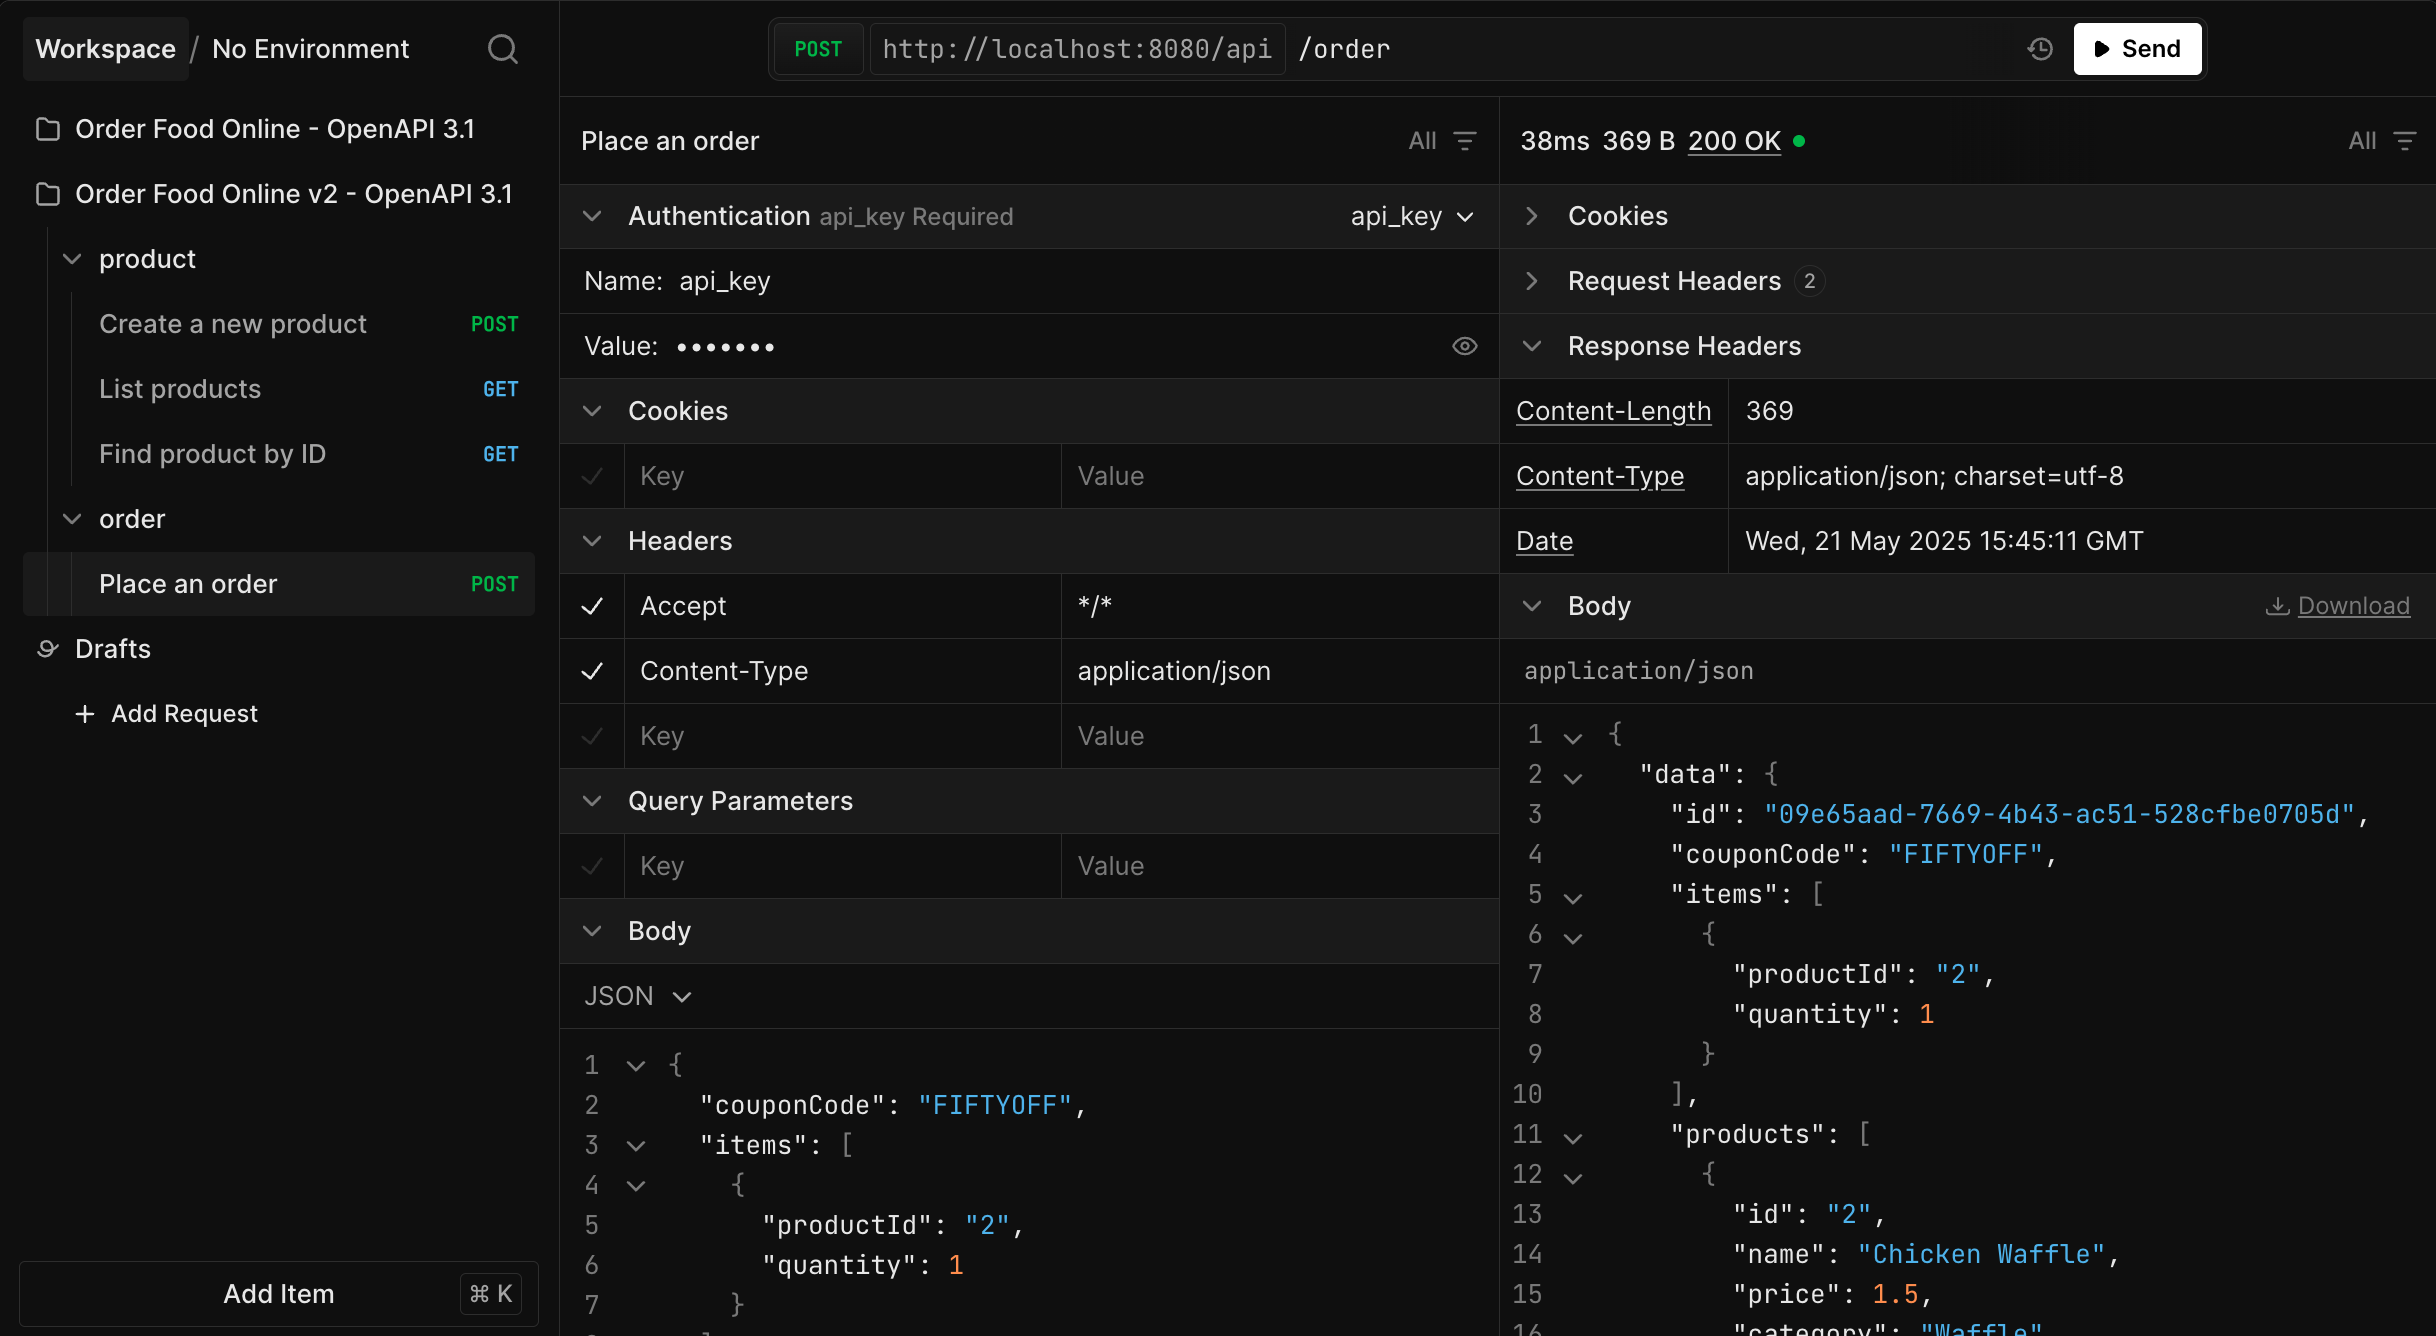 Workspace / No Environment
Order Food Online - OpenAPI 3.1
Order Food Online v2 - OpenAPI 3.1
product
Create a new product POST
List products GET
Find product by ID GET
order
Place an order POST
Drafts
+ Add Request
Add Item ⌘ K
POST http://localhost:8080/api /order Send
Place an order All
Authentication api_key Required api_key
Name: api_key
Value: •••••••
Cookies
Key Value
Headers
Accept */*
Content-Type application/json
Key Value
Query Parameters
Key Value
Body
JSON
1 {
2 "couponCode": "FIFTYOFF",
3 "items": [
4 {
5 "productId": "2",
6 "quantity": 1
7 }
38ms 369 B 200 OK All
Cookies
Request Headers 2
Response Headers
Content-Length 369
Content-Type application/json; charset=utf-8
Date Wed, 21 May 2025 15:45:11 GMT
Body Download
application/json
1 {
2 "data": {
3 "id": "09e65aad-7669-4b43-ac51-528cfbe0705d",
4 "couponCode": "FIFTYOFF",
5 "items": [
6 {
7 "productId": "2",
8 "quantity": 1
9 }
10 ],
11 "products": [
12 {
13 "id": "2",
14 "name": "Chicken Waffle",
15 "price": 1.5,
16 "category": "Waffle"